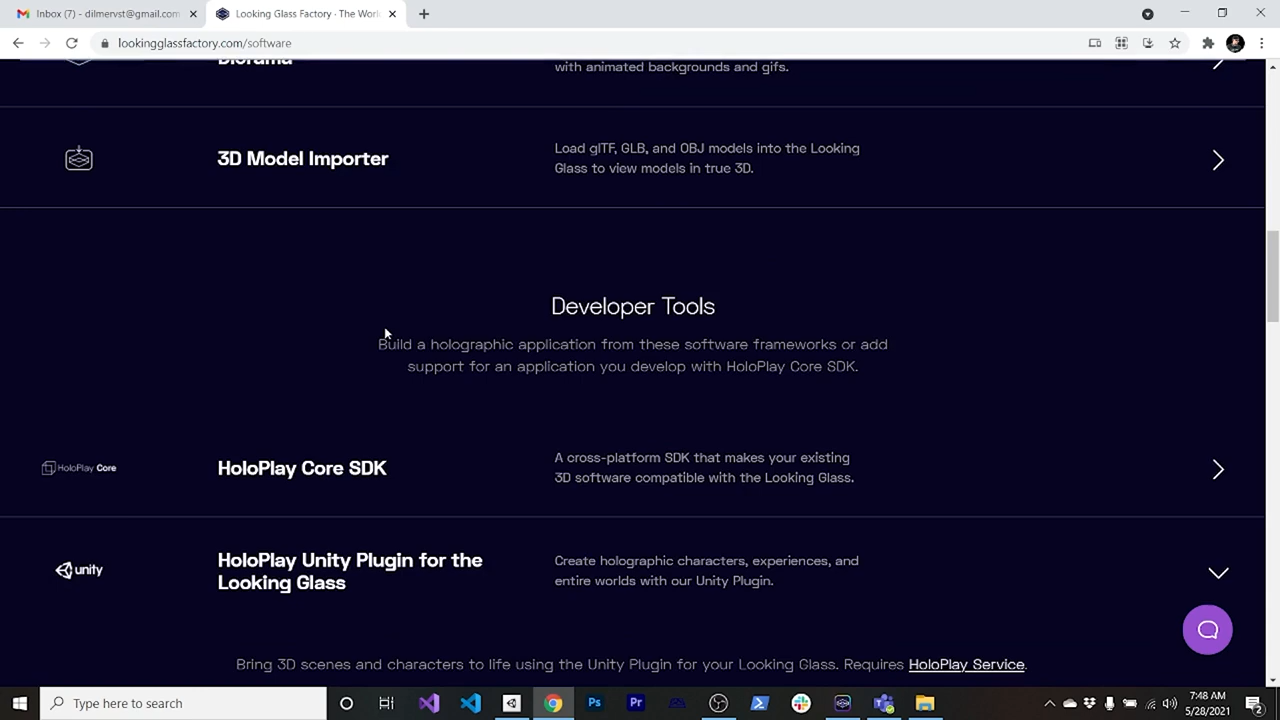 Inbox (7) - dilmervst@gmail.com
Looking Glass Factory · The Worl
lookingglassfactory.com/software
Diorama
with animated backgrounds and gifs.
3D Model Importer
Load glTF, GLB, and OBJ models into the Looking
Glass to view models in true 3D.
Developer Tools
Build a holographic application from these software frameworks or add
support for an application you develop with HoloPlay Core SDK.
HoloPlay Core
HoloPlay Core SDK
A cross-platform SDK that makes your existing
3D software compatible with the Looking Glass.
unity
HoloPlay Unity Plugin for the
Looking Glass
Create holographic characters, experiences, and
entire worlds with our Unity Plugin.
Bring 3D scenes and characters to life using the Unity Plugin for your Looking Glass. Requires HoloPlay Service.
Type here to search
Ps
Pr
7:48 AM
5/28/2021
2